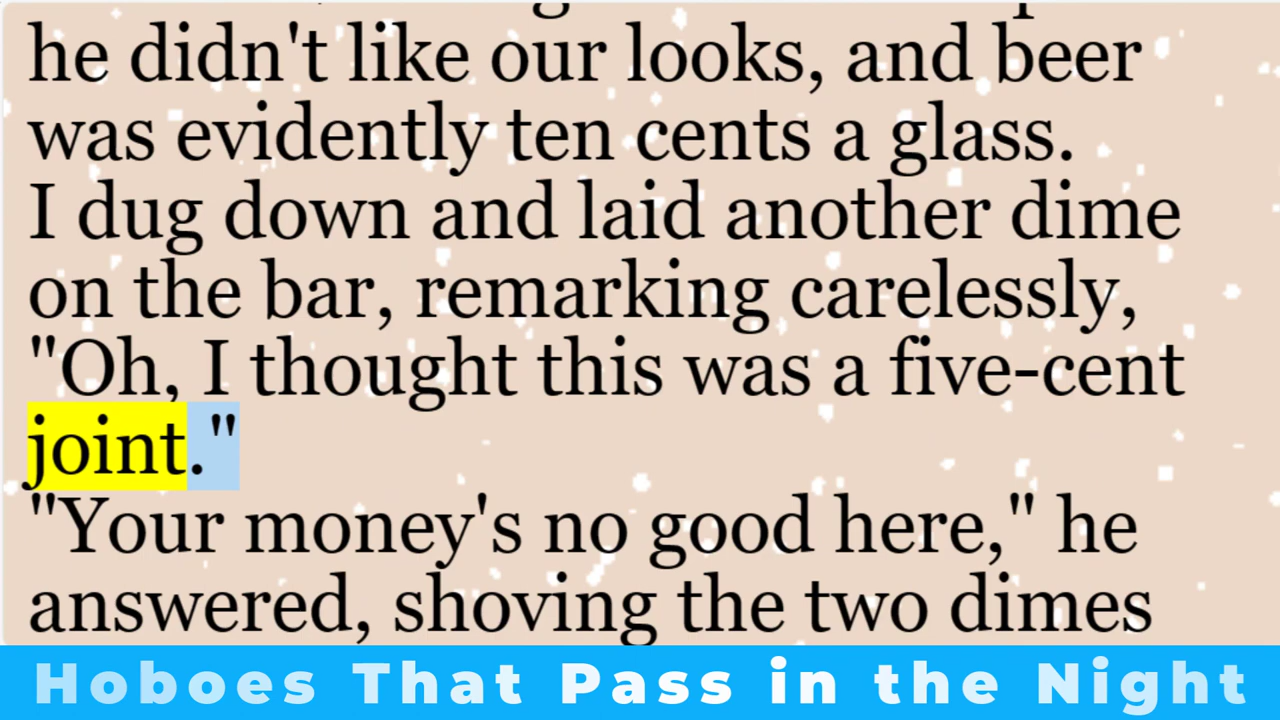 he didn't like our looks, and beer
was evidently ten cents a glass.
I dug down and laid another dime
on the bar, remarking carelessly,
"Oh, I thought this was a five-cent
joint."
"Your money's no good here," he
answered, shoving the two dimes
Hoboes That Pass in the Night